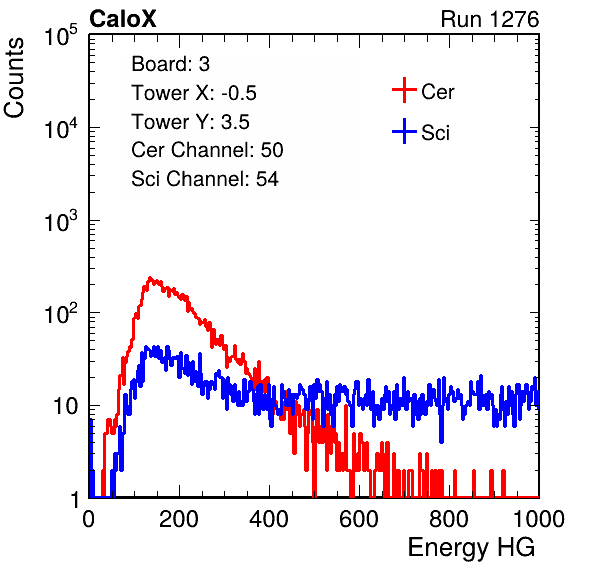 CaloX Run 1276
Counts
10^5
10^4
10^3
10^2
10
1
Board: 3
Tower X: -0.5
Tower Y: 3.5
Cer Channel: 50
Sci Channel: 54
Cer
Sci
0 200 400 600 800 1000
Energy HG